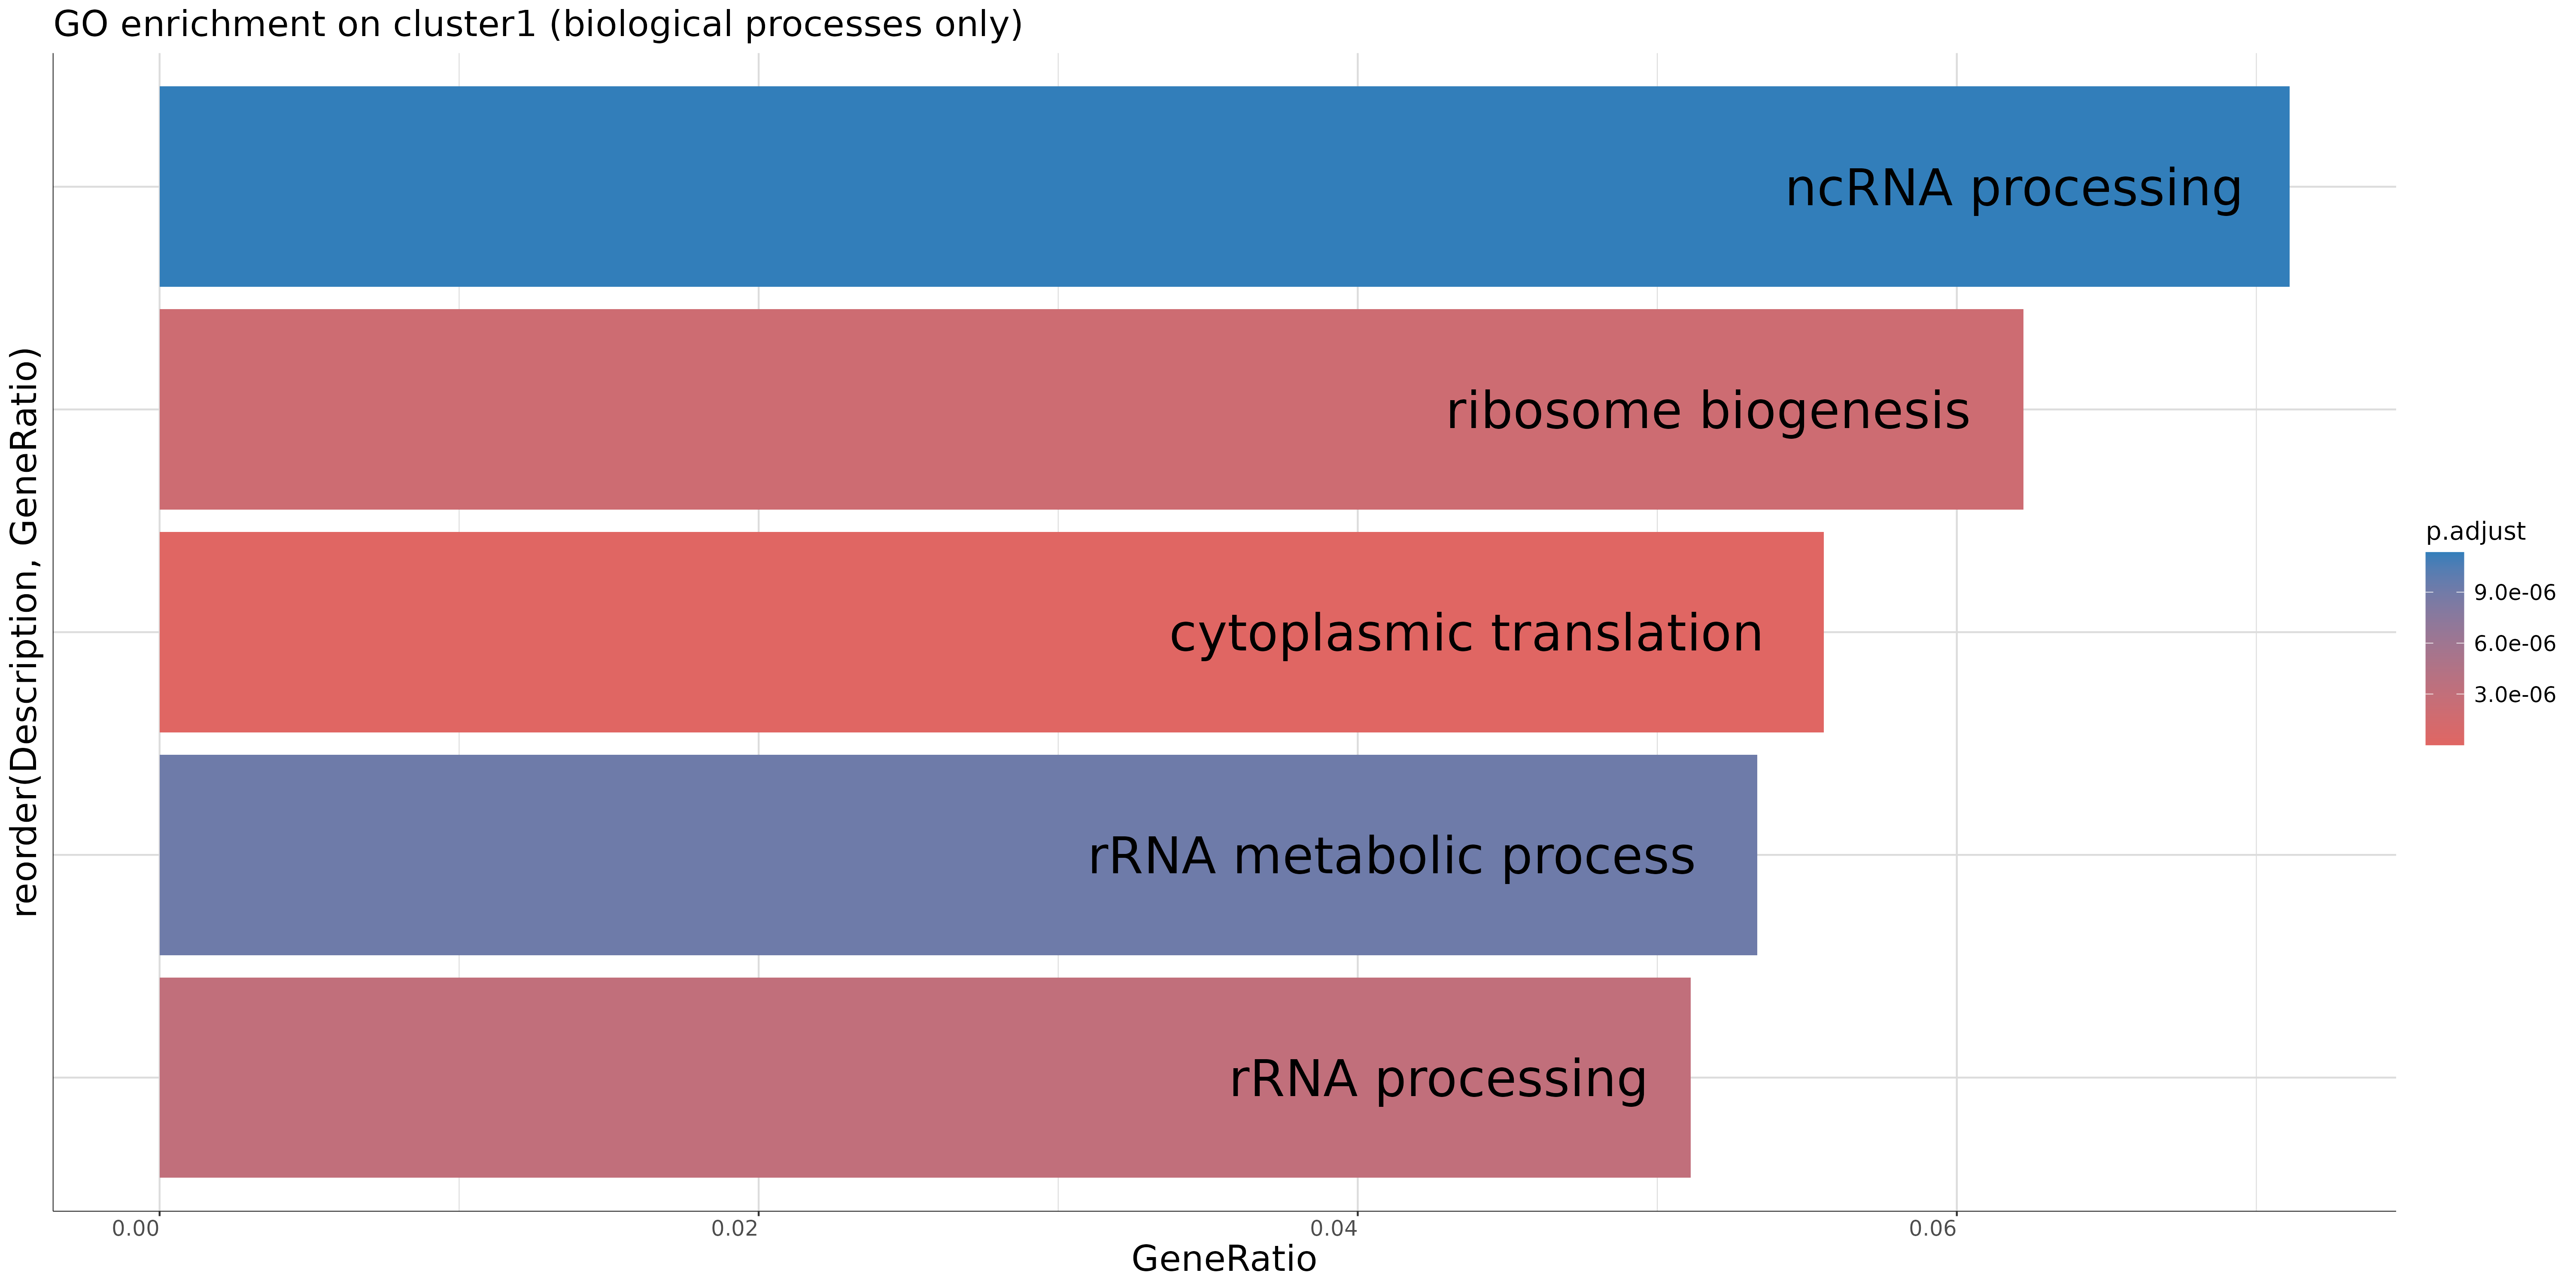 GO enrichment on cluster1 (biological processes only)
reorder(Description, GeneRatio)
ncRNA processing
ribosome biogenesis
cytoplasmic translation
rRNA metabolic process
rRNA processing
0.00
0.02
0.04
0.06
GeneRatio
p.adjust
9.0e-06
6.0e-06
3.0e-06